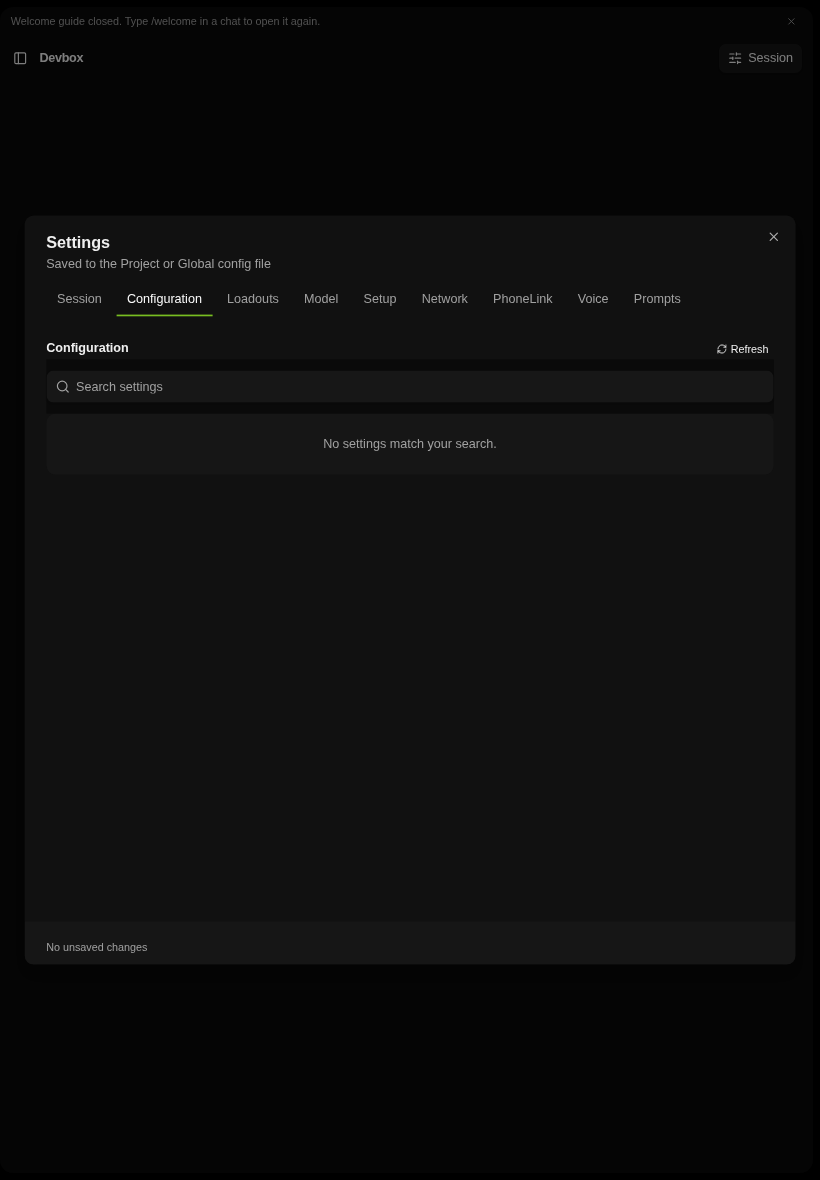 Welcome guide closed. Type /welcome in a chat to open it again.
Devbox
Session
Settings
Saved to the Project or Global config file
Session Configuration Loadouts Model Setup Network PhoneLink Voice Prompts
Configuration
Refresh
Search settings
No settings match your search.
No unsaved changes